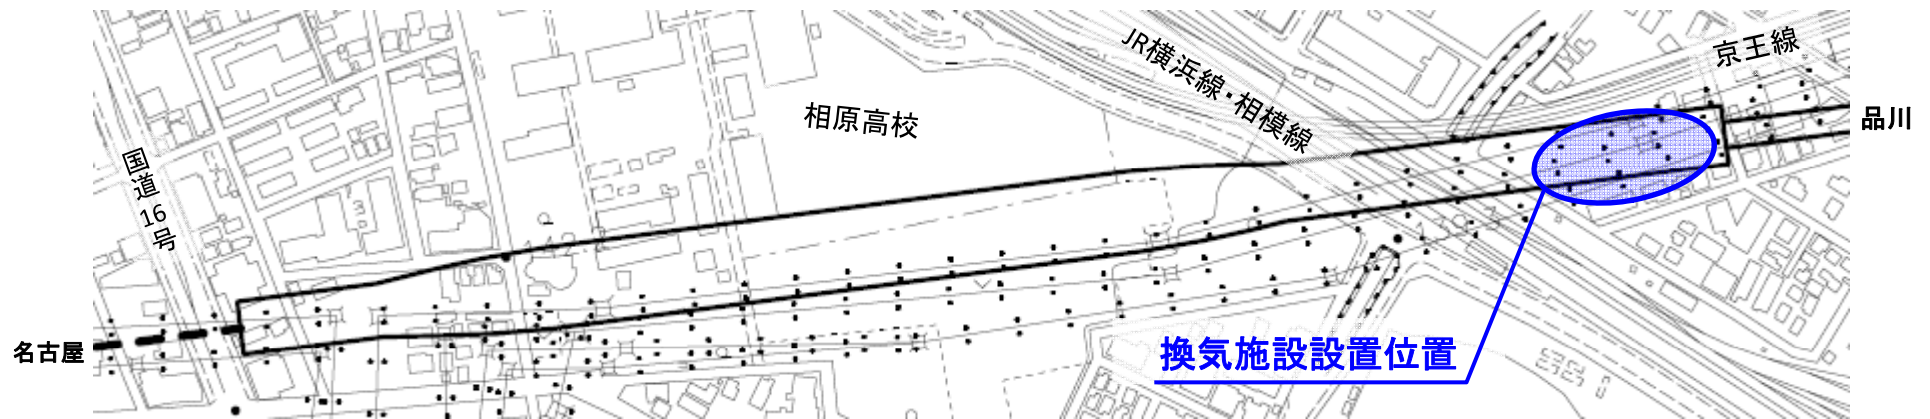 京王線
JR横浜線・相模線
相原高校
品川
国道16号
名古屋
換気施設設置位置